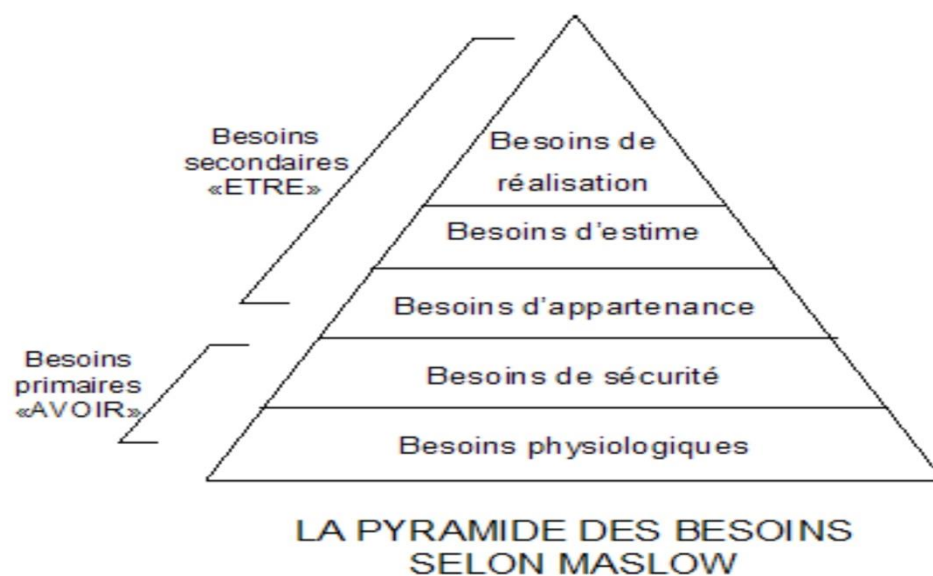 Besoins
secondaires
«ETRE»
Besoins de
réalisation
Besoins d'estime
Besoins d'appartenance
Besoins
primaires
«AVOIR»
Besoins de sécurité
Besoins physiologiques
LA PYRAMIDE DES BESOINS
SELON MASLOW